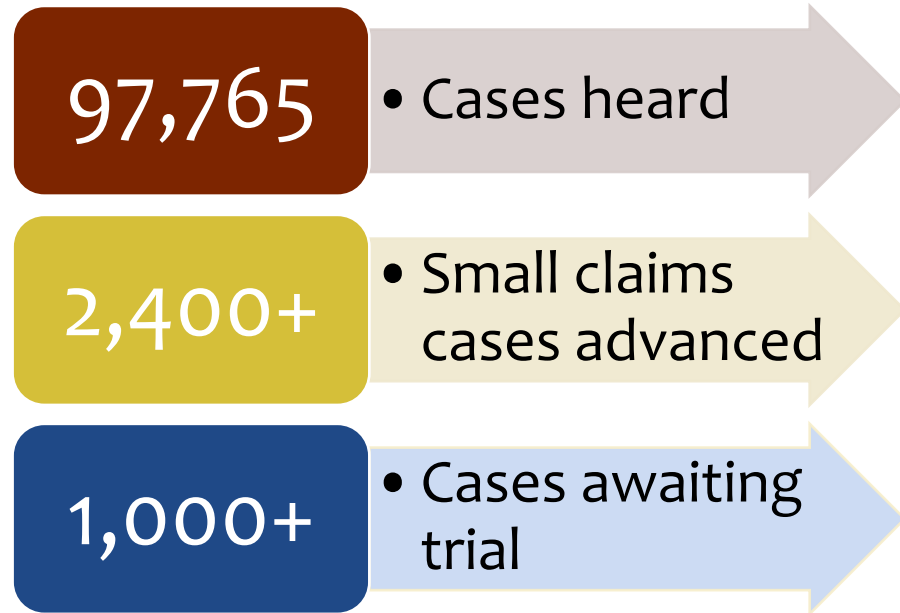 97,765
• Cases heard
2,400+
• Small claims
cases advanced
1,000+
• Cases awaiting
trial